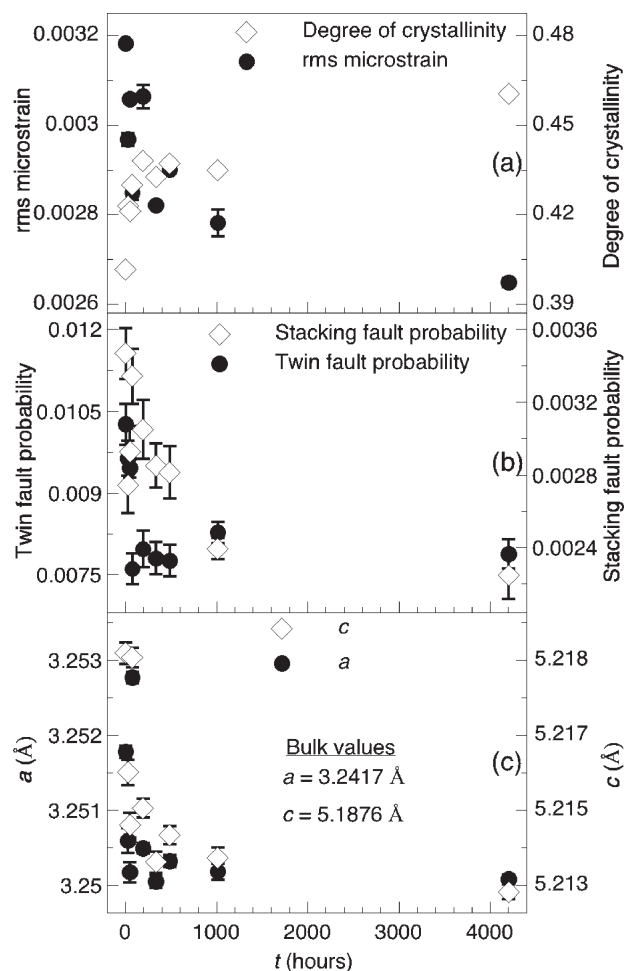 Degree of crystallinity
rms microstrain
0.0032
0.003
0.0028
0.0026
rms microstrain
0.48
0.45
0.42
0.39
Degree of crystallinity
(a)
Stacking fault probability
Twin fault probability
0.012
0.0105
0.009
0.0075
Twin fault probability
0.0036
0.0032
0.0028
0.0024
Stacking fault probability
(b)
c
a
3.253
3.252
3.251
3.25
a (Å)
5.218
5.217
5.215
5.213
c (Å)
Bulk values
a = 3.2417 Å
c = 5.1876 Å
(c)
0 1000 2000 3000 4000
t (hours)